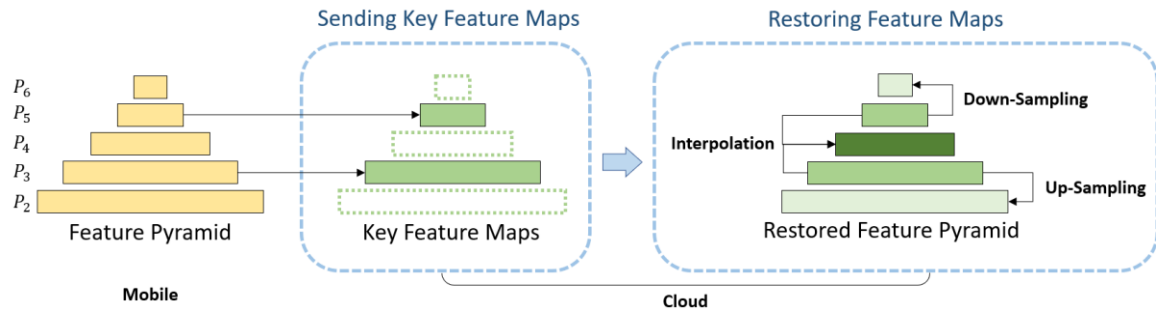 Sending Key Feature Maps
Restoring Feature Maps
P6
P5
P4
P3
P2
Feature Pyramid
Key Feature Maps
Interpolation
Down-Sampling
Up-Sampling
Restored Feature Pyramid
Mobile
Cloud